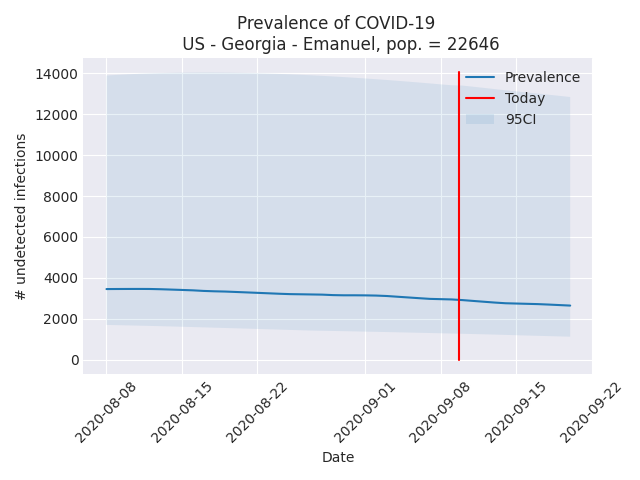 Prevalence of COVID-19
US - Georgia - Emanuel, pop. = 22646
14000
12000
10000
8000
6000
4000
2000
0
# undetected infections
Prevalence
Today
95CI
2020-08-08
2020-08-15
2020-08-22
2020-09-01
2020-09-08
2020-09-15
2020-09-22
Date